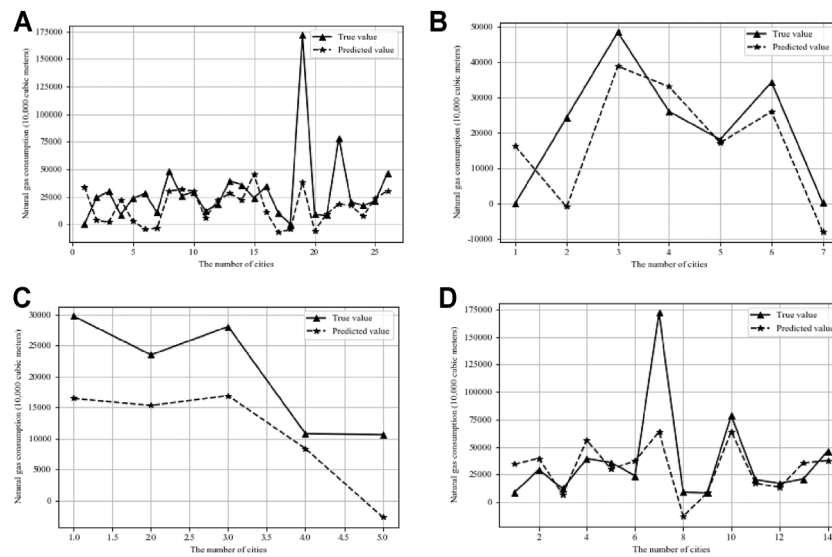 A
Natural gas consumption (10,000 cubic meters)
175000
150000
125000
100000
75000
50000
25000
0
True value
Predicted value
0
5
10
15
20
25
The number of cities
B
Natural gas consumption (10,000 cubic meters)
50000
40000
30000
20000
10000
0
-10000
True value
Predicted value
1
2
3
4
5
6
7
The number of cities
C
Natural gas consumption (10,000 cubic meters)
30000
25000
20000
15000
10000
9000
0
True value
Predicted value
1.0
1.5
2.0
2.5
3.0
3.5
4.0
4.5
5.0
The number of cities
D
Natural gas consumption (10,000 cubic meters)
175000
150000
125000
100000
75000
50000
25000
0
True value
Predicted value
2
4
6
8
10
12
14
The number of cities